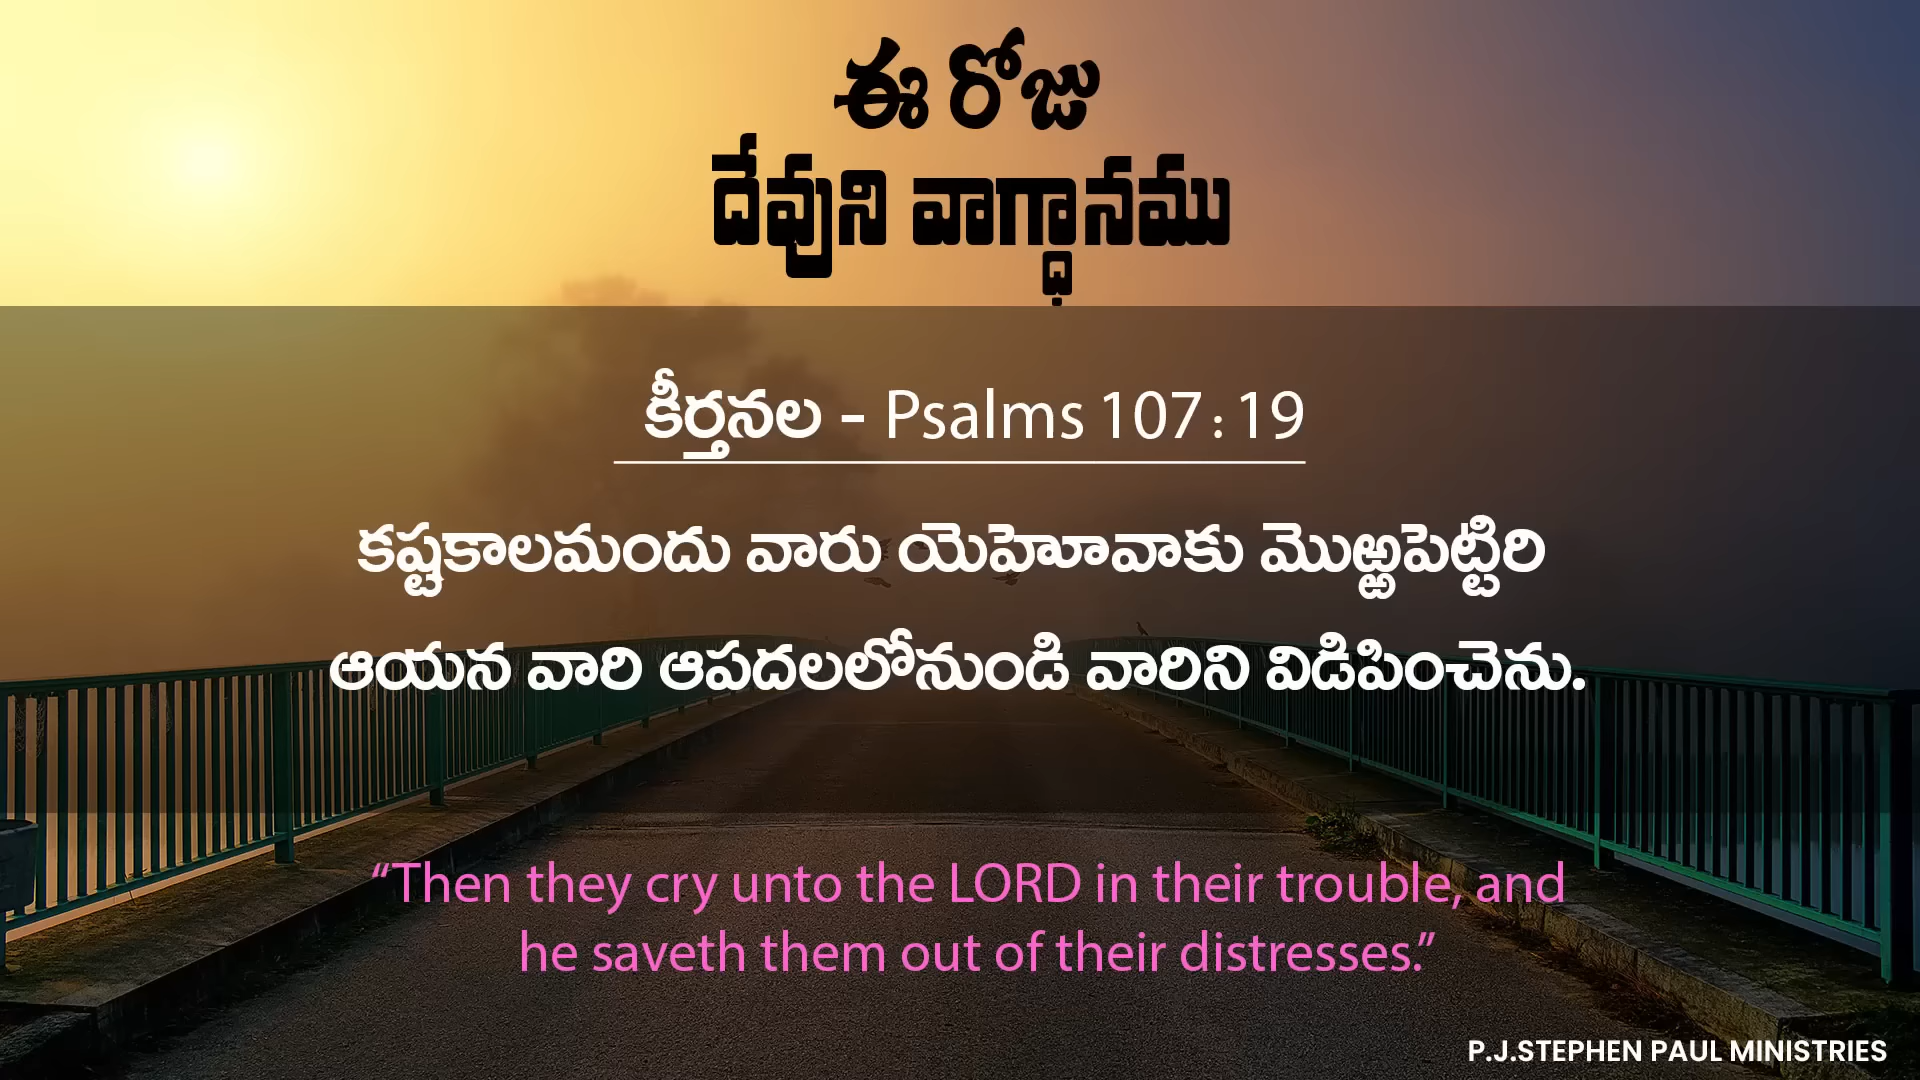 ఈ రోజు
దేవుని వాగ్ధానము
కీర్తనల - Psalms 107 : 19
కష్టకాలమందు వారు యెహోవాకు మొఱ్ఱపెట్టిరి
ఆయన వారి ఆపదలలోనుండి వారిని విడిపించెను.
“Then they cry unto the LORD in their trouble, and
he saveth them out of their distresses.”
P.J.STEPHEN PAUL MINISTRIES